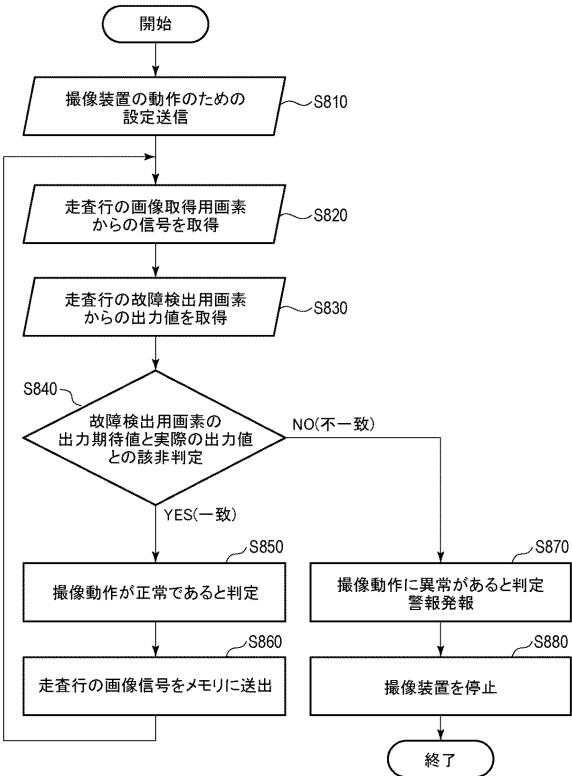 開始
撮像装置の動作のための
設定送信
S810
走査行の画像取得用画素
からの信号を取得
S820
走査行の故障検出用画素
からの出力値を取得
S830
S840
故障検出用画素の
出力期待値と実際の出力値
との該非判定
NO(不一致)
YES(一致)
S850
撮像動作が正常であると判定
S860
走査行の画像信号をメモリに送出
S870
撮像動作に異常があると判定
警報発報
S880
撮像装置を停止
終了